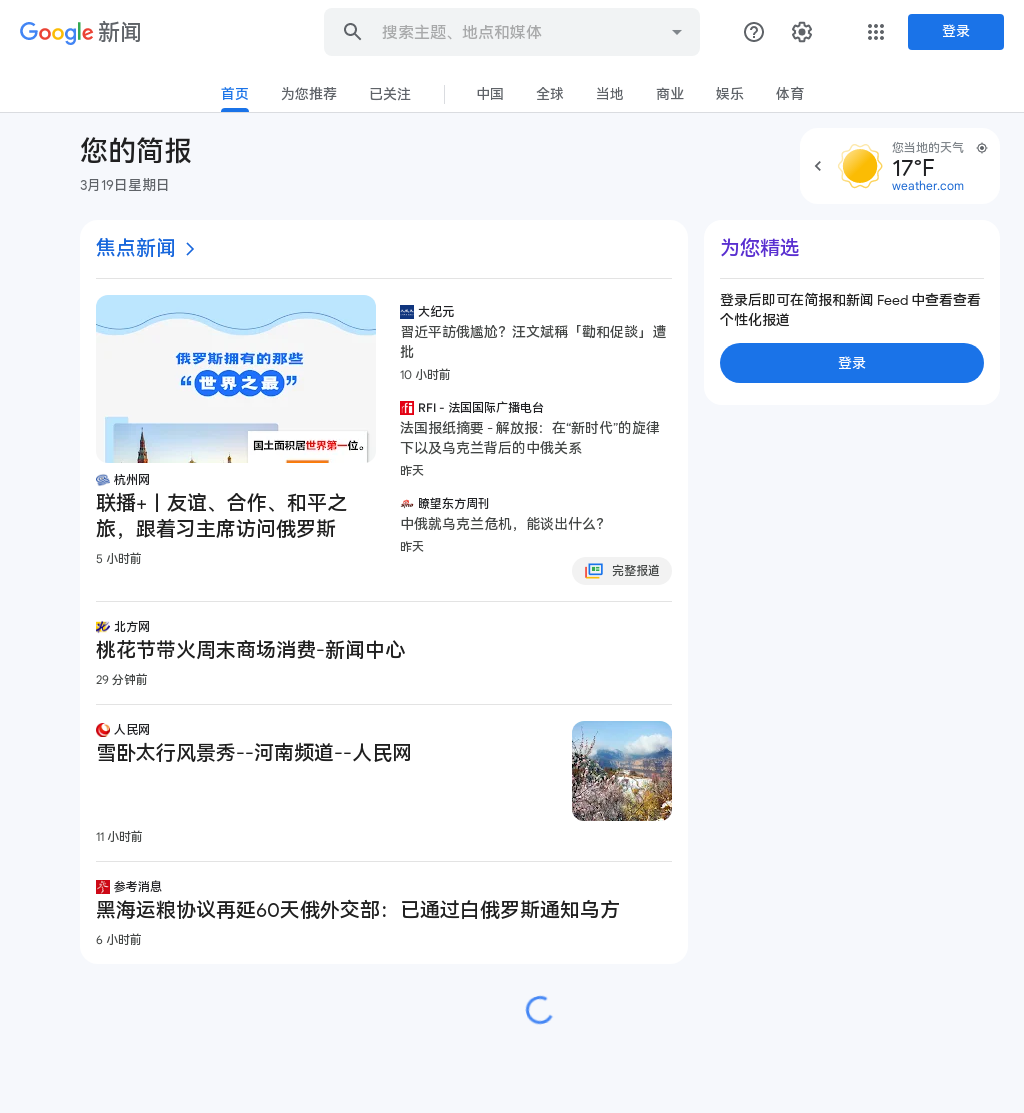 Google 新闻
搜索主题、地点和媒体
登录
首页
为您推荐
已关注
中国
全球
当地
商业
娱乐
体育
您的简报
3月19日星期日
您当地的天气
17°F
weather.com
焦点新闻
俄罗斯拥有的那些
“世界之最”
国土面积居世界第一位。
杭州网
联播+丨友谊、合作、和平之
旅，跟着习主席访问俄罗斯
5 小时前
大纪元
習近平訪俄尷尬？汪文斌稱「勸和促談」遭
批
10 小时前
RFI - 法国国际广播电台
法国报纸摘要 - 解放报：在“新时代”的旋律
下以及乌克兰背后的中俄关系
昨天
瞭望东方周刊
中俄就乌克兰危机，能谈出什么？
昨天
完整报道
北方网
桃花节带火周末商场消费-新闻中心
29 分钟前
人民网
雪卧太行风景秀--河南频道--人民网
11 小时前
参考消息
黑海运粮协议再延60天俄外交部：已通过白俄罗斯通知乌方
6 小时前
为您精选
登录后即可在简报和新闻 Feed 中查看查看
个性化报道
登录